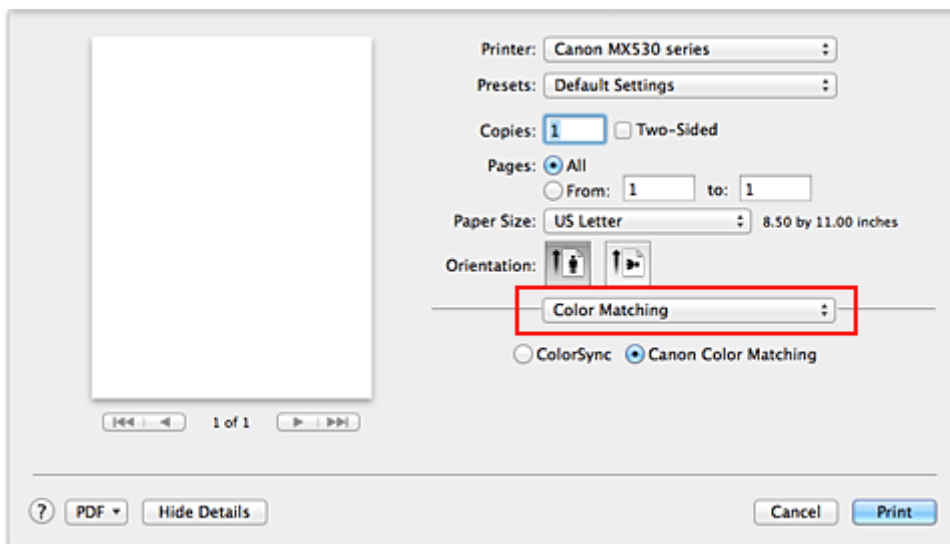 Printer: Canon MX530 series
Presets: Default Settings
Copies: 1 Two-Sided
Pages: All
From: 1 to: 1
Paper Size: US Letter 8.50 by 11.00 inches
Orientation:
Color Matching
ColorSync Canon Color Matching
1 of 1
? PDF Hide Details Cancel Print